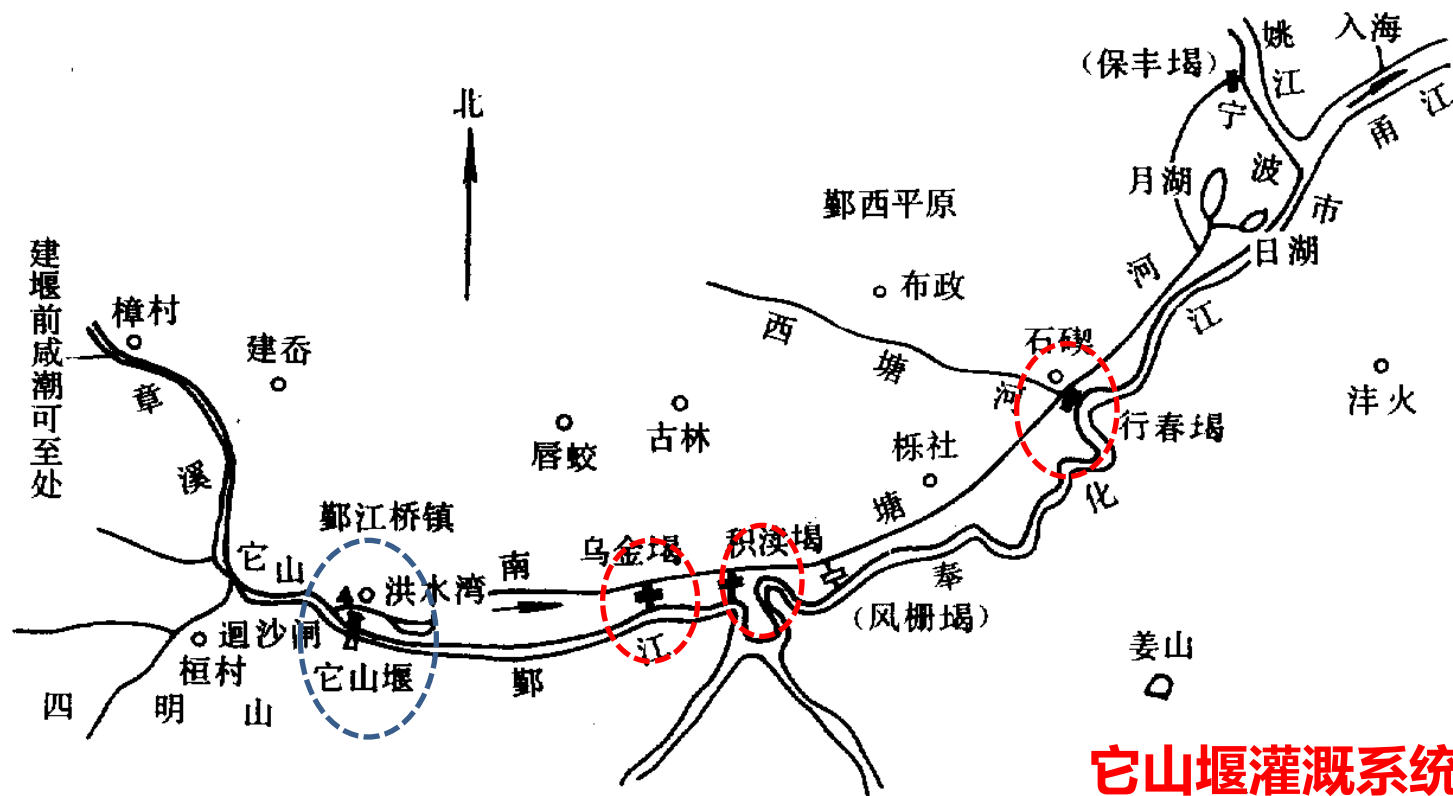 姚江
入海
(保丰堨)
甬江
北
宁波市
月湖
鄞西平原
日湖
建堰前咸潮可至处
樟村
建岙
布政
西塘河
石碶
沣火
章溪
唇蛟
古林
栎社
行春堨
鄞江桥镇
乌金堨
积渎堨
南塘河
它山
洪水湾
(风栅堨)
奉化江
迴沙闸
桓村
它山堰
鄞江
姜山
四明山
它山堰灌溉系统